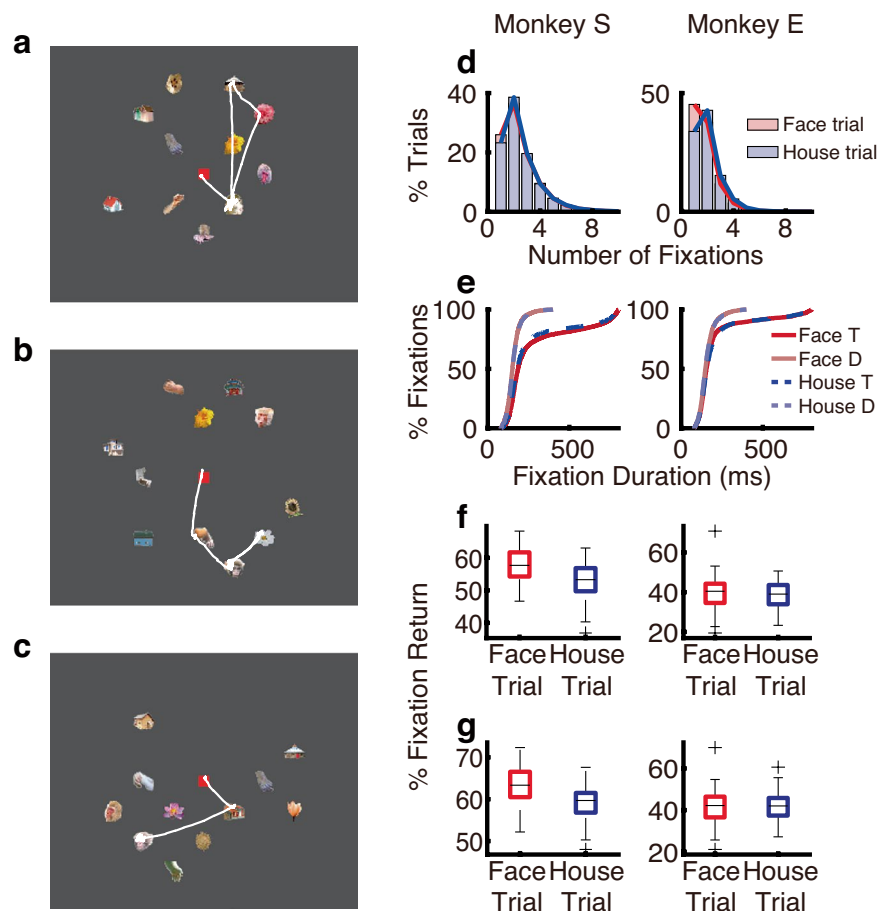 Monkey S
Monkey E
a
b
c
d
% Trials
40
20
0
0
4
8
50
0
0
4
8
Face trial
House trial
Number of Fixations
e
% Fixations
100
50
0
0
500
100
50
0
0
500
Face T
Face D
House T
House D
Fixation Duration (ms)
f
% Fixation Return
60
50
40
Face House
Trial Trial
60
40
20
Face House
Trial Trial
g
70
60
50
Face House
Trial Trial
60
40
20
Face House
Trial Trial